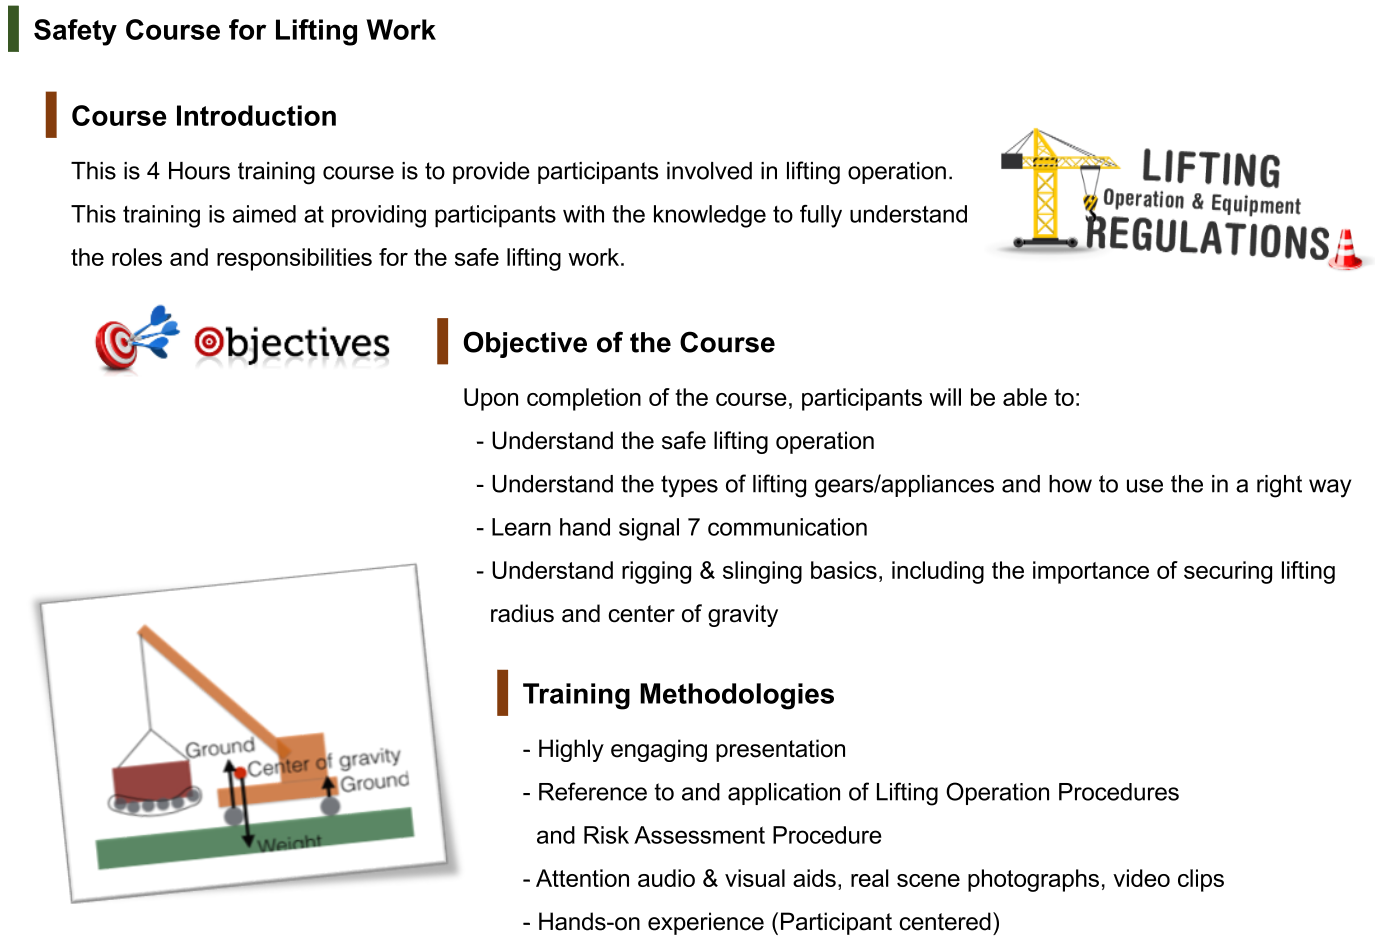 Safety Course for Lifting Work
Course Introduction
This is 4 Hours training course is to provide participants involved in lifting operation.
This training is aimed at providing participants with the knowledge to fully understand
the roles and responsibilities for the safe lifting work.
LIFTING
Operation & Equipment
REGULATIONS
Objectives
Objective of the Course
Upon completion of the course, participants will be able to:
- Understand the safe lifting operation
- Understand the types of lifting gears/appliances and how to use the in a right way
- Learn hand signal 7 communication
- Understand rigging & slinging basics, including the importance of securing lifting
radius and center of gravity
Ground
Center of gravity
Ground
Weight
Training Methodologies
- Highly engaging presentation
- Reference to and application of Lifting Operation Procedures
and Risk Assessment Procedure
- Attention audio & visual aids, real scene photographs, video clips
- Hands-on experience (Participant centered)